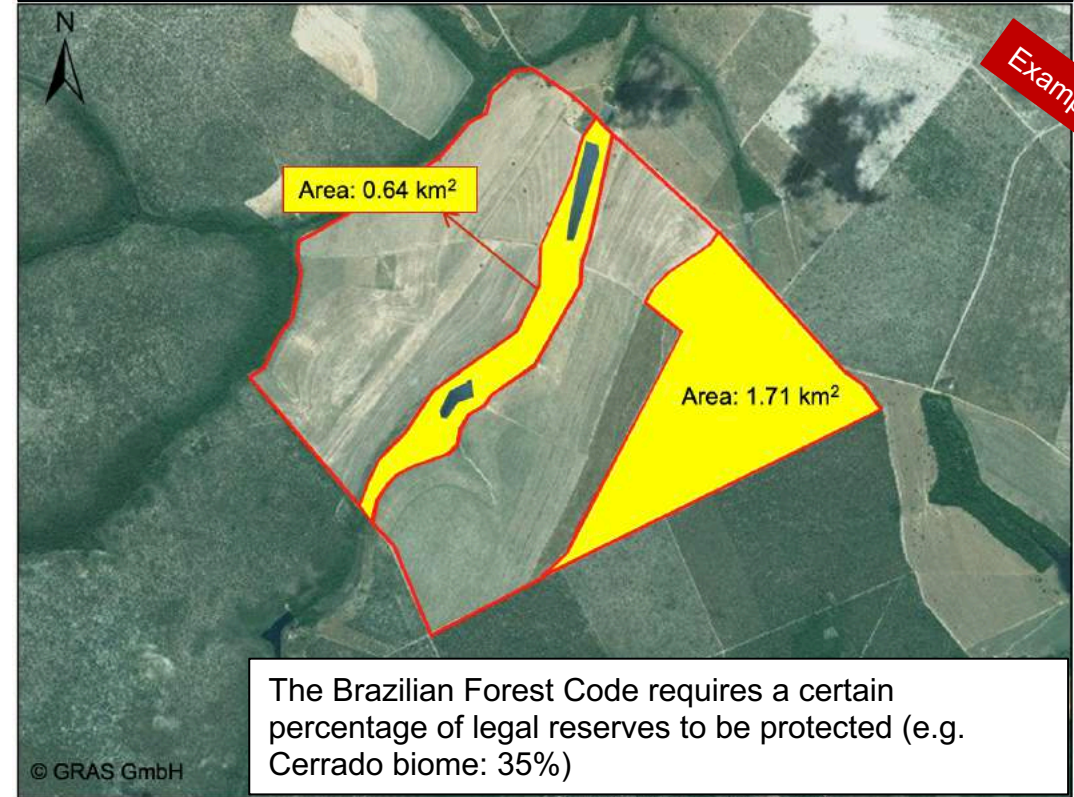 N
Examp
Area: 0.64 km²
Area: 1.71 km²
The Brazilian Forest Code requires a certain
percentage of legal reserves to be protected (e.g.
Cerrado biome: 35%)
© GRAS GmbH